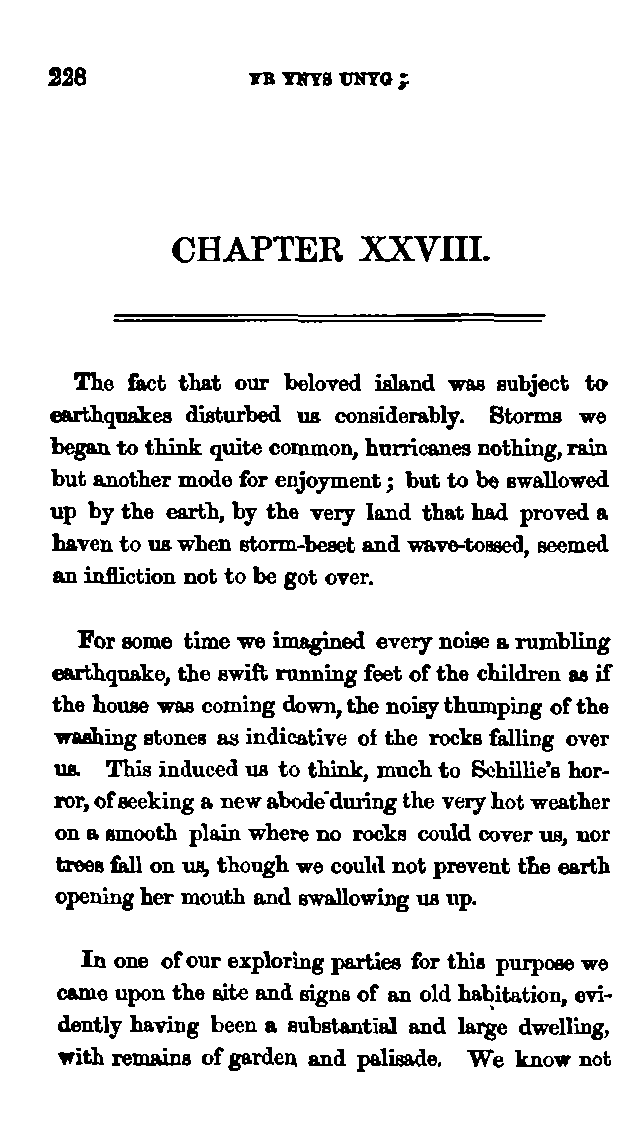 228 YR YNYS UNYG ;
CHAPTER XXVIII.
The fact that our beloved island was subject to
earthquakes disturbed us considerably. Storms we
began to think quite common, hurricanes nothing, rain
but another mode for enjoyment ; but to be swallowed
up by the earth, by the very land that had proved a
haven to us when storm-beset and wave-tossed, seemed
an infliction not to be got over.
For some time we imagined every noise a rumbling
earthquake, the swift running feet of the children as if
the house was coming down, the noisy thumping of the
washing stones as indicative of the rocks falling over
us. This induced us to think, much to Schillie's hor-
ror, of seeking a new abode during the very hot weather
on a smooth plain where no rocks could cover us, nor
trees fall on us, though we could not prevent the earth
opening her mouth and swallowing us up.
In one of our exploring parties for this purpose we
came upon the site and signs of an old habitation, evi-
dently having been a substantial and large dwelling,
with remains of garden and palisade. We know not